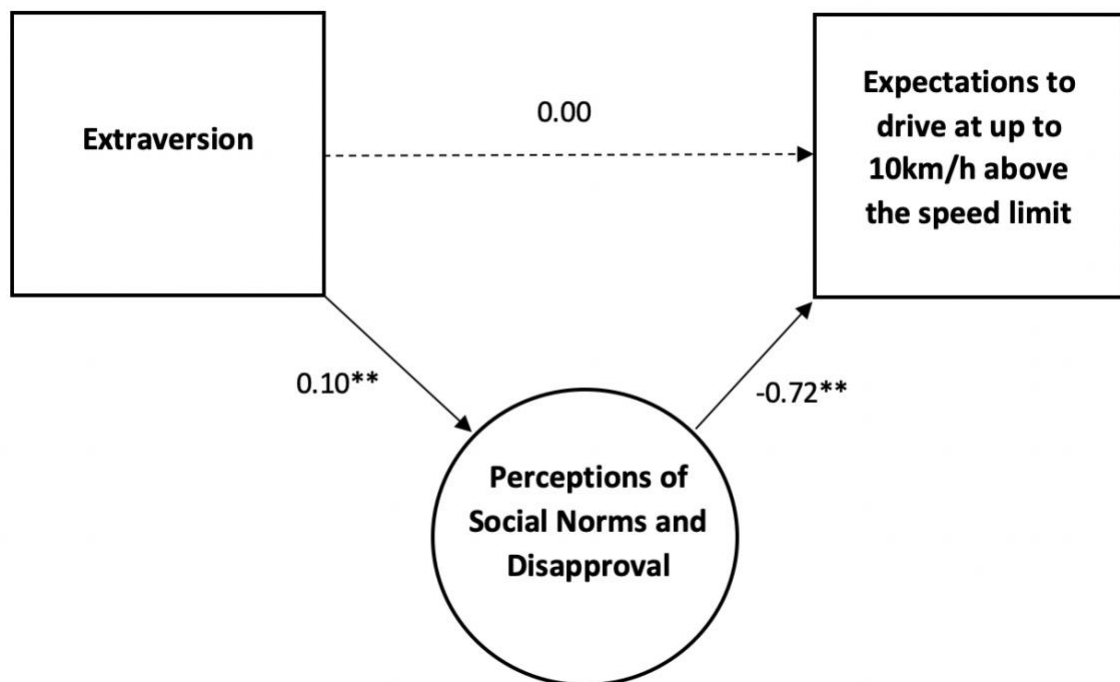 Extraversion
0.00
Expectations to
drive at up to
10km/h above
the speed limit
0.10**
-0.72**
Perceptions of
Social Norms and
Disapproval